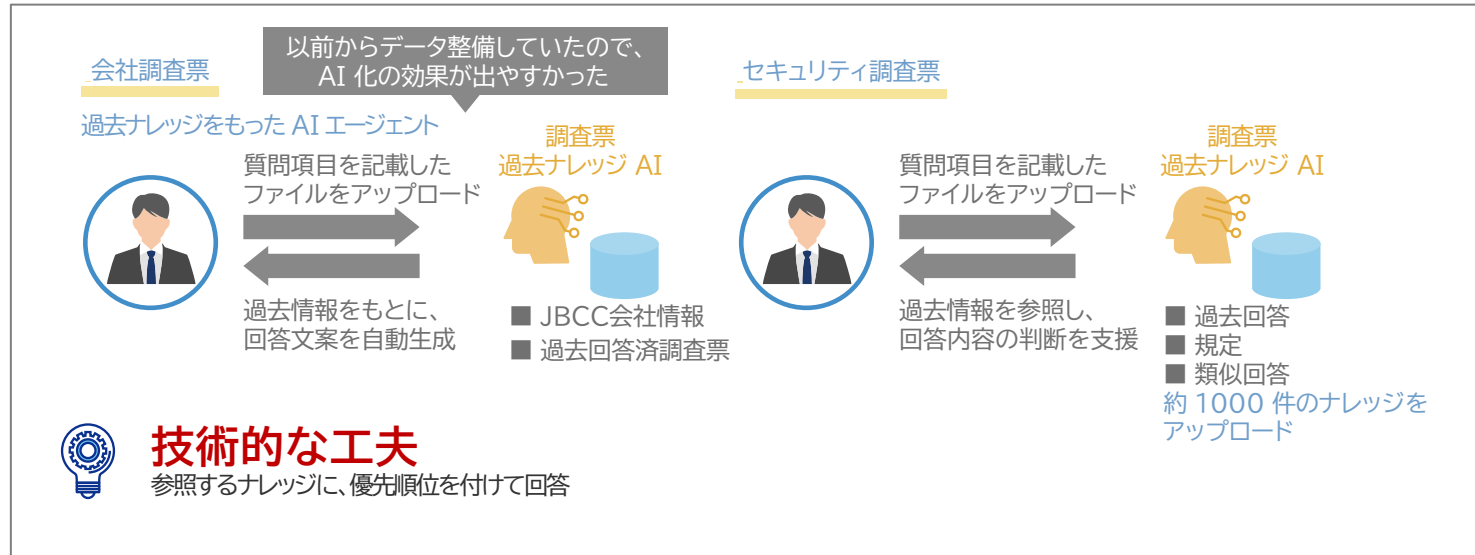 以前からデータ整備していたので、
AI 化の効果が出やすかった
会社調査票
過去ナレッジをもった AI エージェント
質問項目を記載した
ファイルをアップロード
調査票
過去ナレッジ AI
過去情報をもとに、
回答文案を自動生成
■ JBCC会社情報
■ 過去回答済調査票
セキュリティ調査票
質問項目を記載した
ファイルをアップロード
調査票
過去ナレッジ AI
過去情報を参照し、
回答内容の判断を支援
■ 過去回答
■ 規定
■ 類似回答
約 1000 件のナレッジを
アップロード
技術的な工夫
参照するナレッジに、優先順位を付けて回答